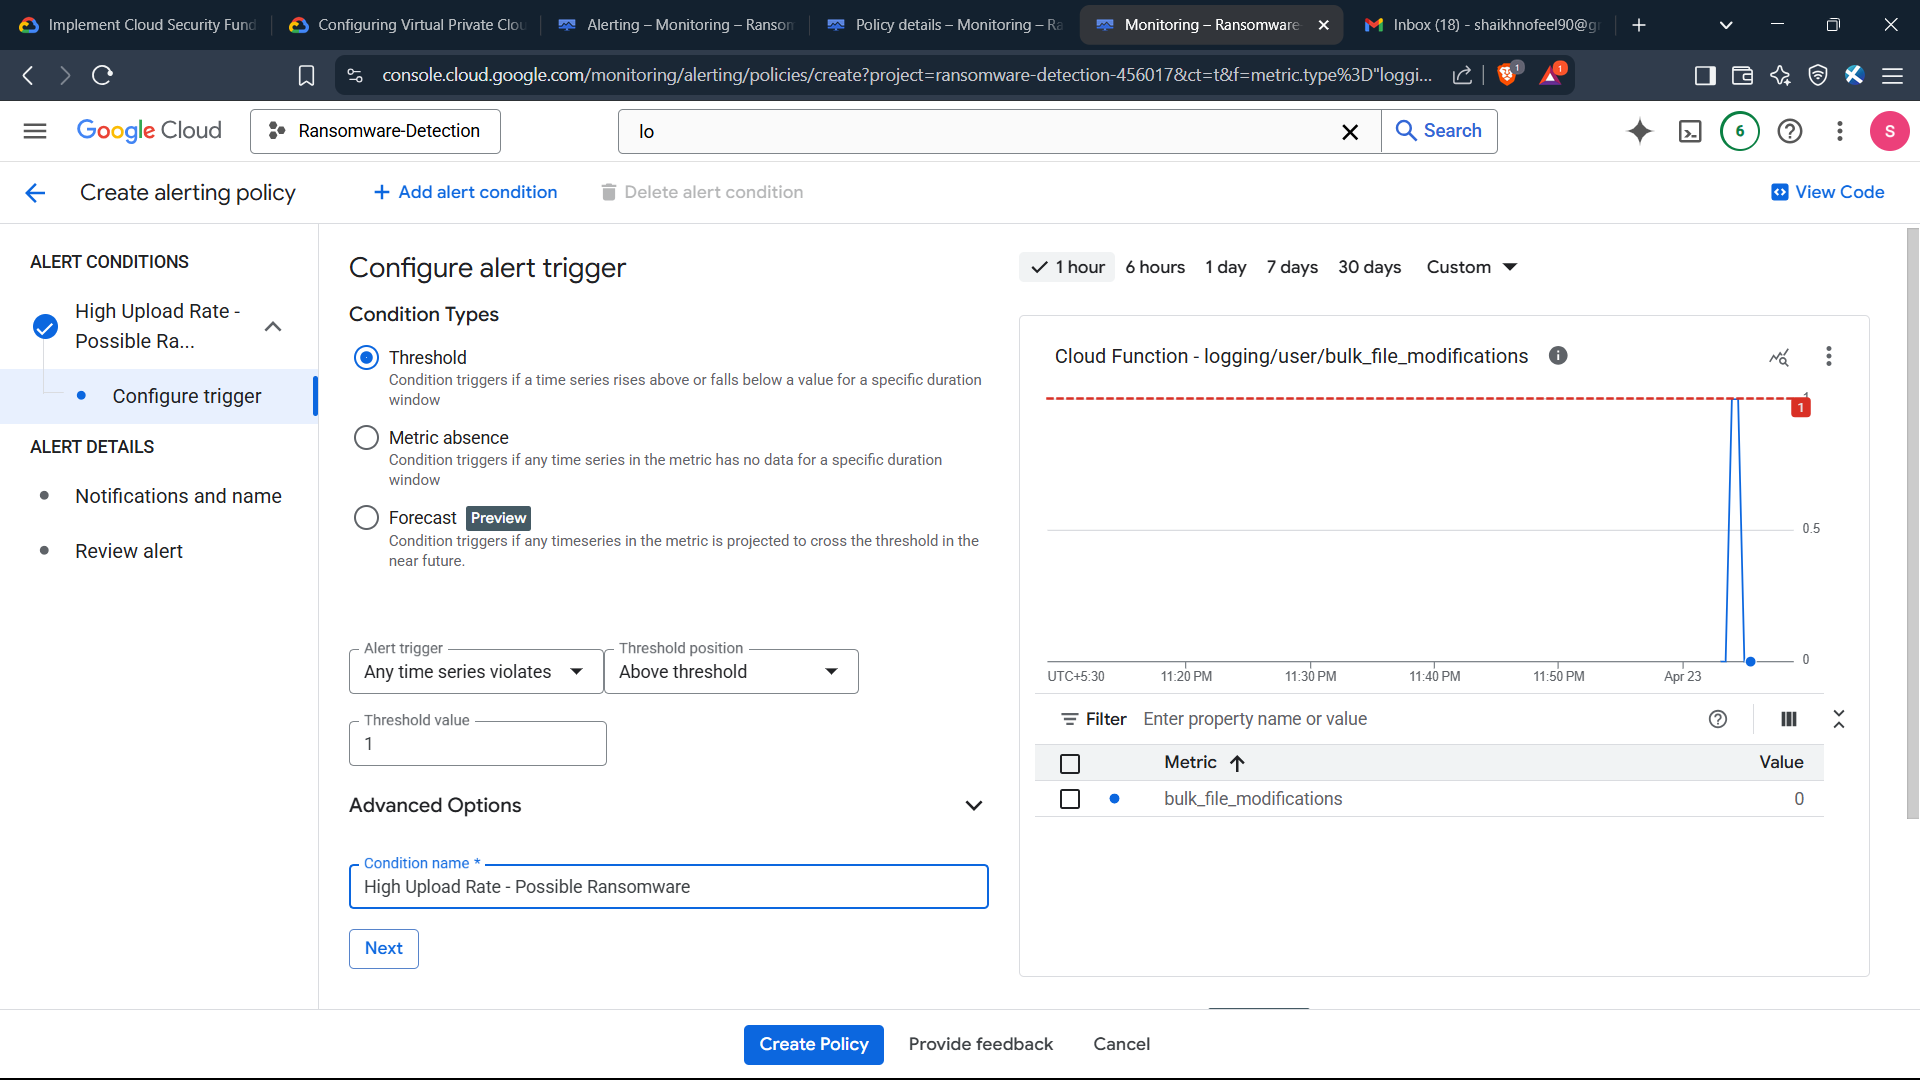 Implement Cloud Security Fund
Configuring Virtual Private Clou
Alerting – Monitoring – Ransom
Policy details – Monitoring – Ra
Monitoring – Ransomware
Inbox (18) - shaikhnofeel90@g
console.cloud.google.com/monitoring/alerting/policies/create?project=ransomware-detection-456017&ct=t&f=metric.type%3D"loggi...
1
1
Google Cloud
Ransomware-Detection
lo
Search
6
S
Create alerting policy
Add alert condition
Delete alert condition
View Code
ALERT CONDITIONS
High Upload Rate -
Possible Ra...
Configure trigger
ALERT DETAILS
Notifications and name
Review alert
Configure alert trigger
Condition Types
Threshold
Condition triggers if a time series rises above or falls below a value for a specific duration
window
Metric absence
Condition triggers if any time series in the metric has no data for a specific duration
window
Forecast Preview
Condition triggers if any timeseries in the metric is projected to cross the threshold in the
near future.
Alert trigger
Any time series violates
Threshold position
Above threshold
Threshold value
1
Advanced Options
Condition name *
High Upload Rate - Possible Ransomware
Next
1 hour 6 hours 1 day 7 days 30 days Custom
Cloud Function - logging/user/bulk_file_modifications
1
1
0.5
0
UTC+5:30 11:20 PM 11:30 PM 11:40 PM 11:50 PM Apr 23
Filter Enter property name or value
Metric Value
bulk_file_modifications 0
Create Policy Provide feedback Cancel